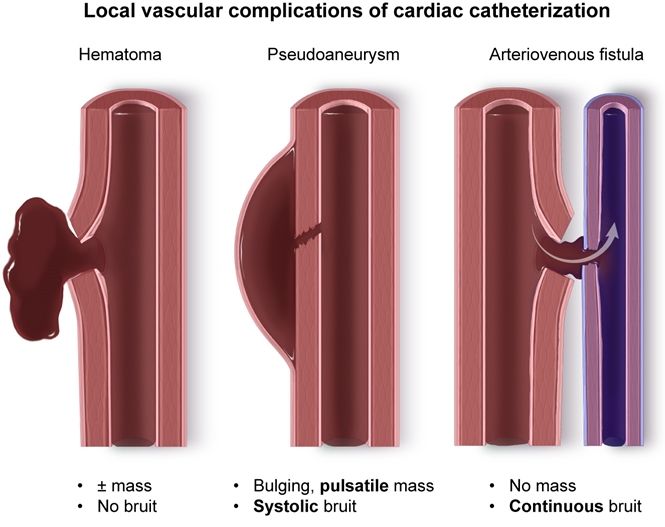 Local vascular complications of cardiac catheterization
Hematoma
Pseudoaneurysm
Arteriovenous fistula
• ± mass
• No bruit
• Bulging, pulsatile mass
• Systolic bruit
• No mass
• Continuous bruit